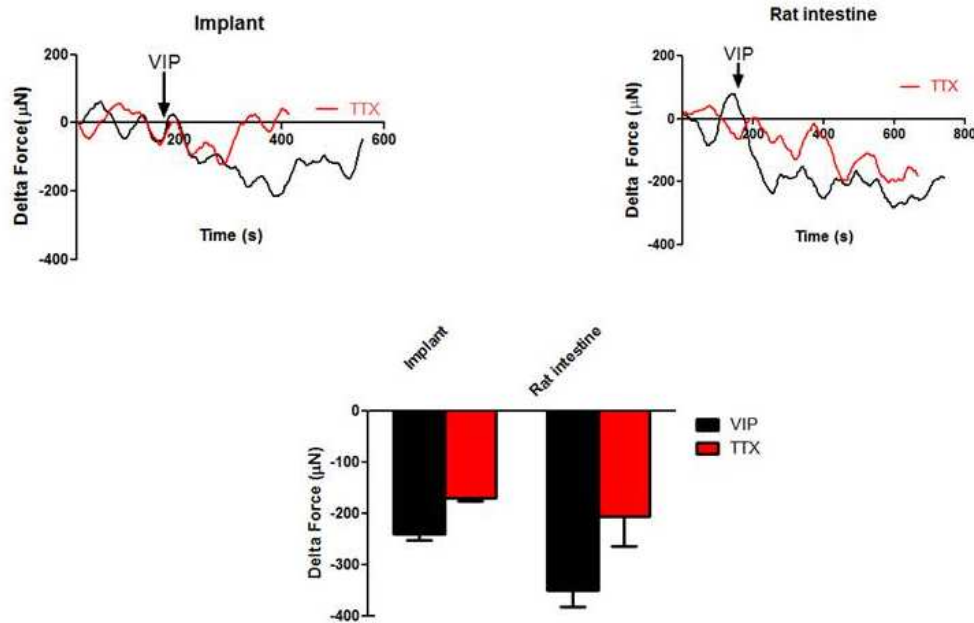 Implant
200
0
-200
-400
Delta Force(µN)
VIP
TTX
200
400
600
Time (s)
Rat intestine
200
0
-200
-400
Delta Force (µN)
VIP
TTX
200
400
600
800
Time (s)
Implant
Rat intestine
0
-100
-200
-300
-400
Delta Force (µN)
VIP
TTX